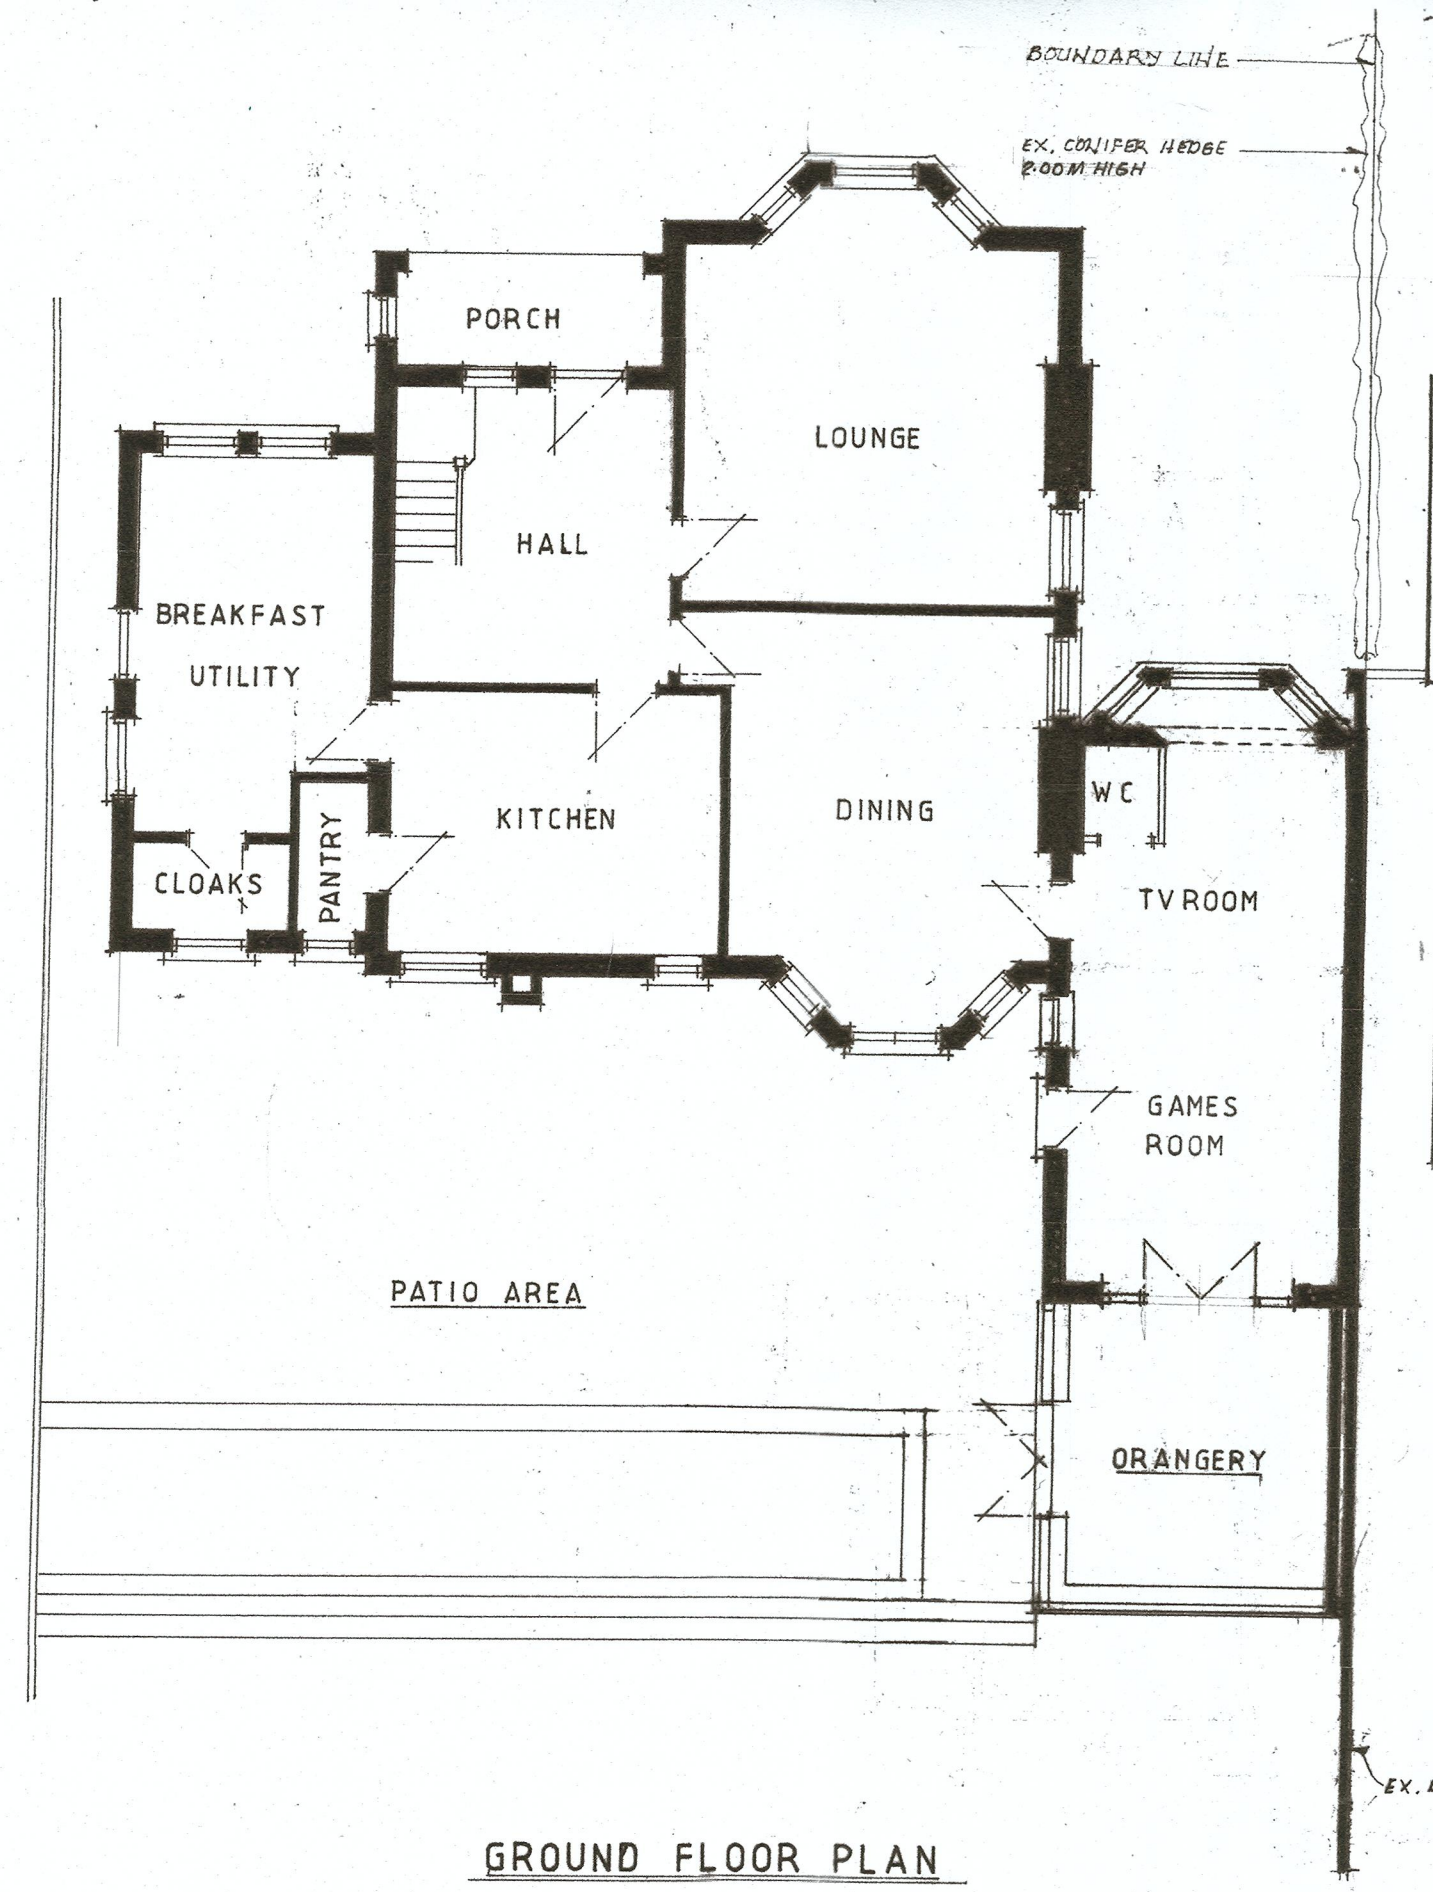 BOUNDARY LINE
EX. CONIFER HEDGE
2.00M HIGH
PORCH
LOUNGE
HALL
BREAKFAST
UTILITY
WC
KITCHEN
DINING
PANTRY
CLOAKS
TV ROOM
GAMES
ROOM
PATIO AREA
ORANGERY
EX.
GROUND FLOOR PLAN